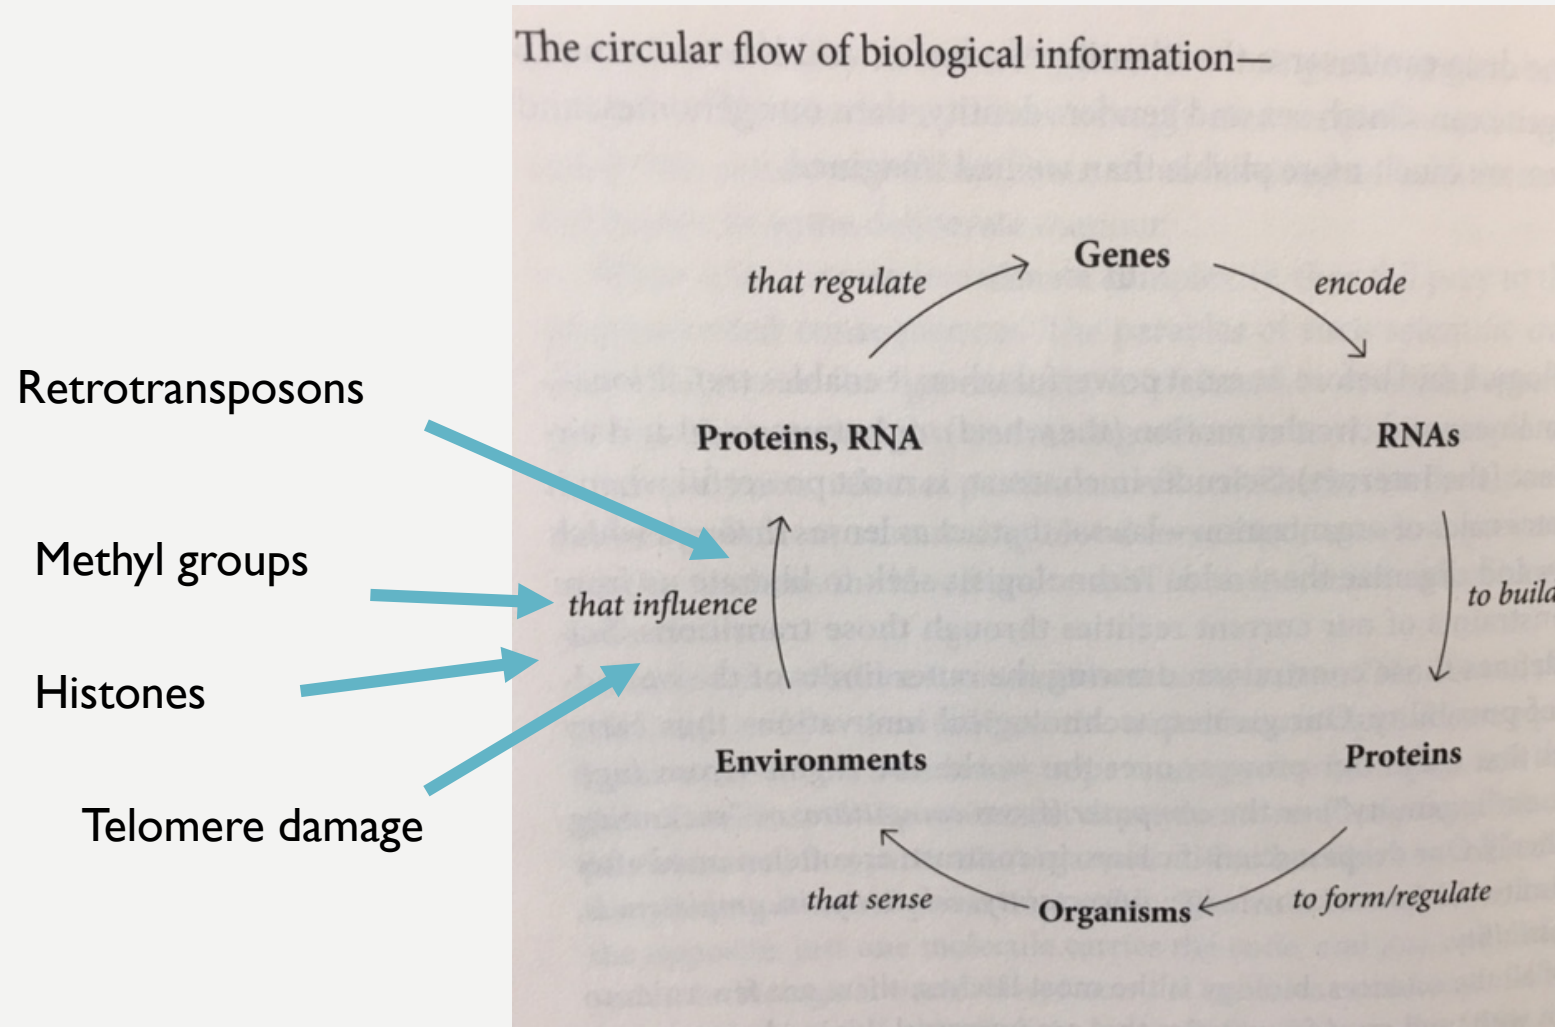 The circular flow of biological information—
Genes
that regulate
encode
Retrotransposons
Proteins, RNA
RNAs
Methyl groups
that influence
to build
Histones
Environments
Proteins
Telomere damage
that sense
Organisms
to form/regulate